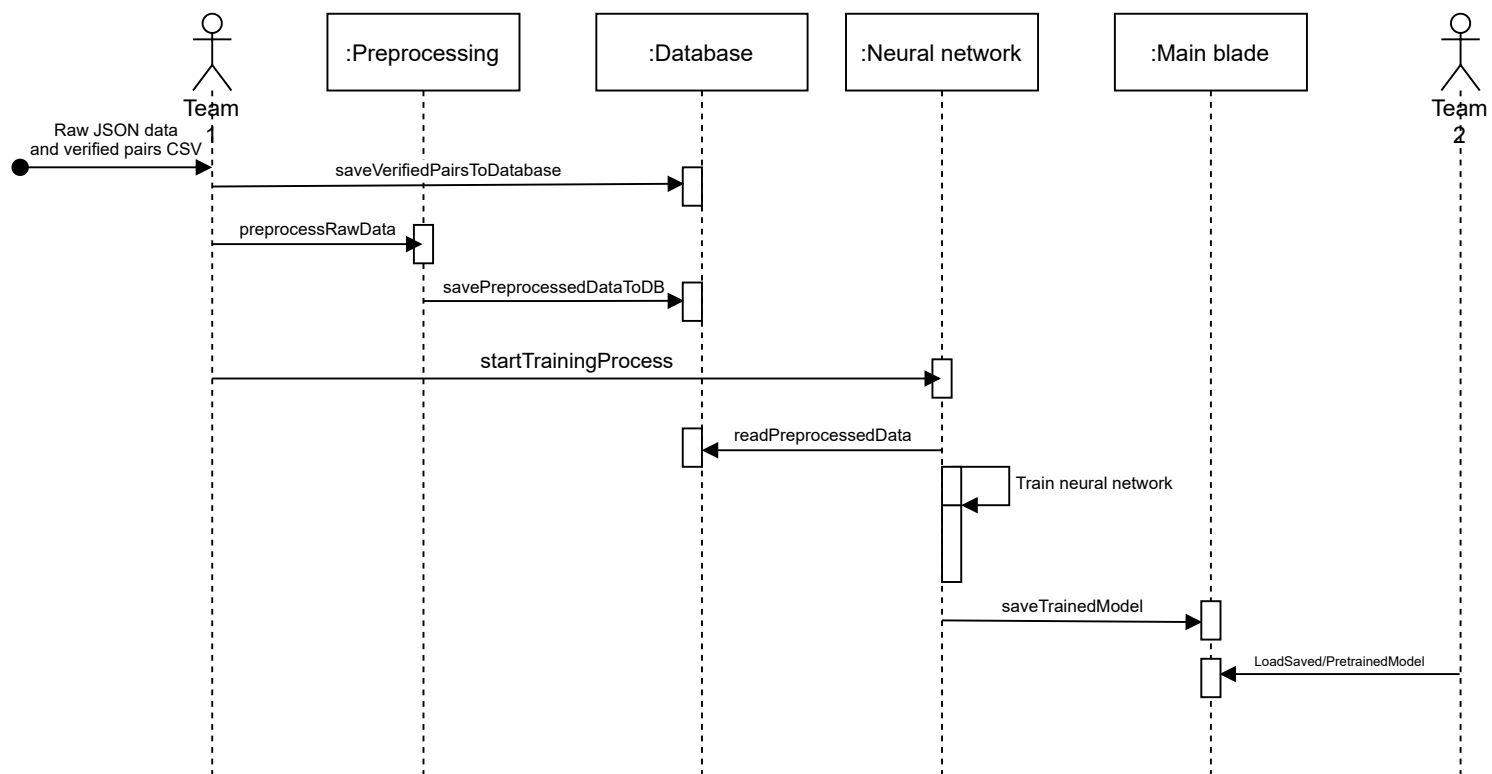 :Preprocessing
:Database
:Neural network
:Main blade
Team
1
Team
2
Raw JSON data
and verified pairs CSV
saveVerifiedPairsToDatabase
preprocessRawData
savePreprocessedDataToDB
startTrainingProcess
readPreprocessedData
Train neural network
saveTrainedModel
LoadSaved/PretrainedModel